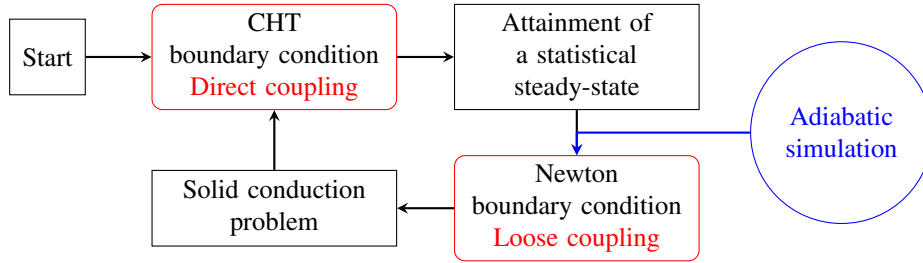 Start
CHT
boundary condition
Direct coupling
Attainment of
a statistical
steady-state
Adiabatic
simulation
Solid conduction
problem
Newton
boundary condition
Loose coupling